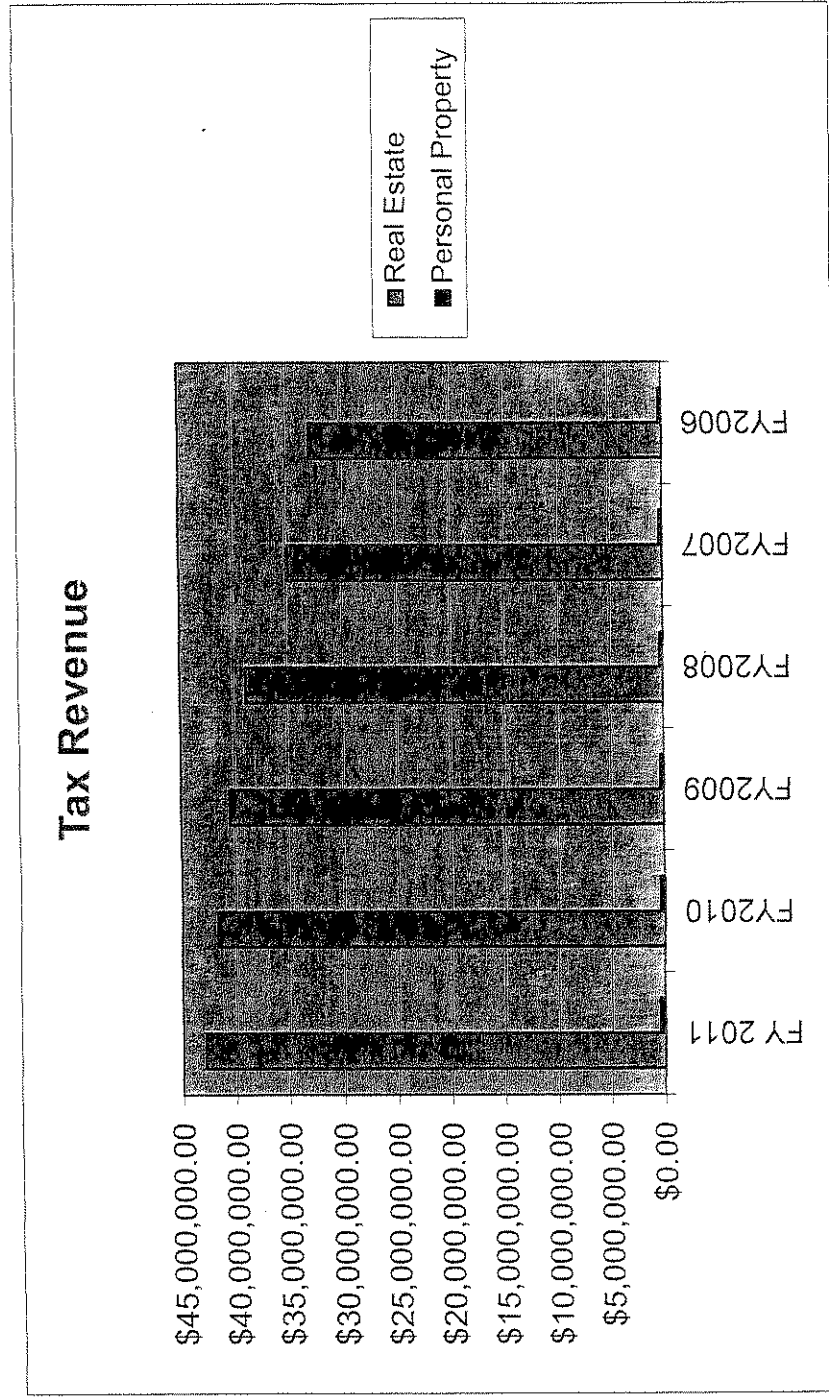 Tax Revenue
$45,000,000.00
$40,000,000.00
$35,000,000.00
$30,000,000.00
$25,000,000.00
$20,000,000.00
$15,000,000.00
$10,000,000.00
$5,000,000.00
$0.00
FY 2011
FY2010
FY2009
FY2008
FY2007
FY2006
Real Estate
Personal Property